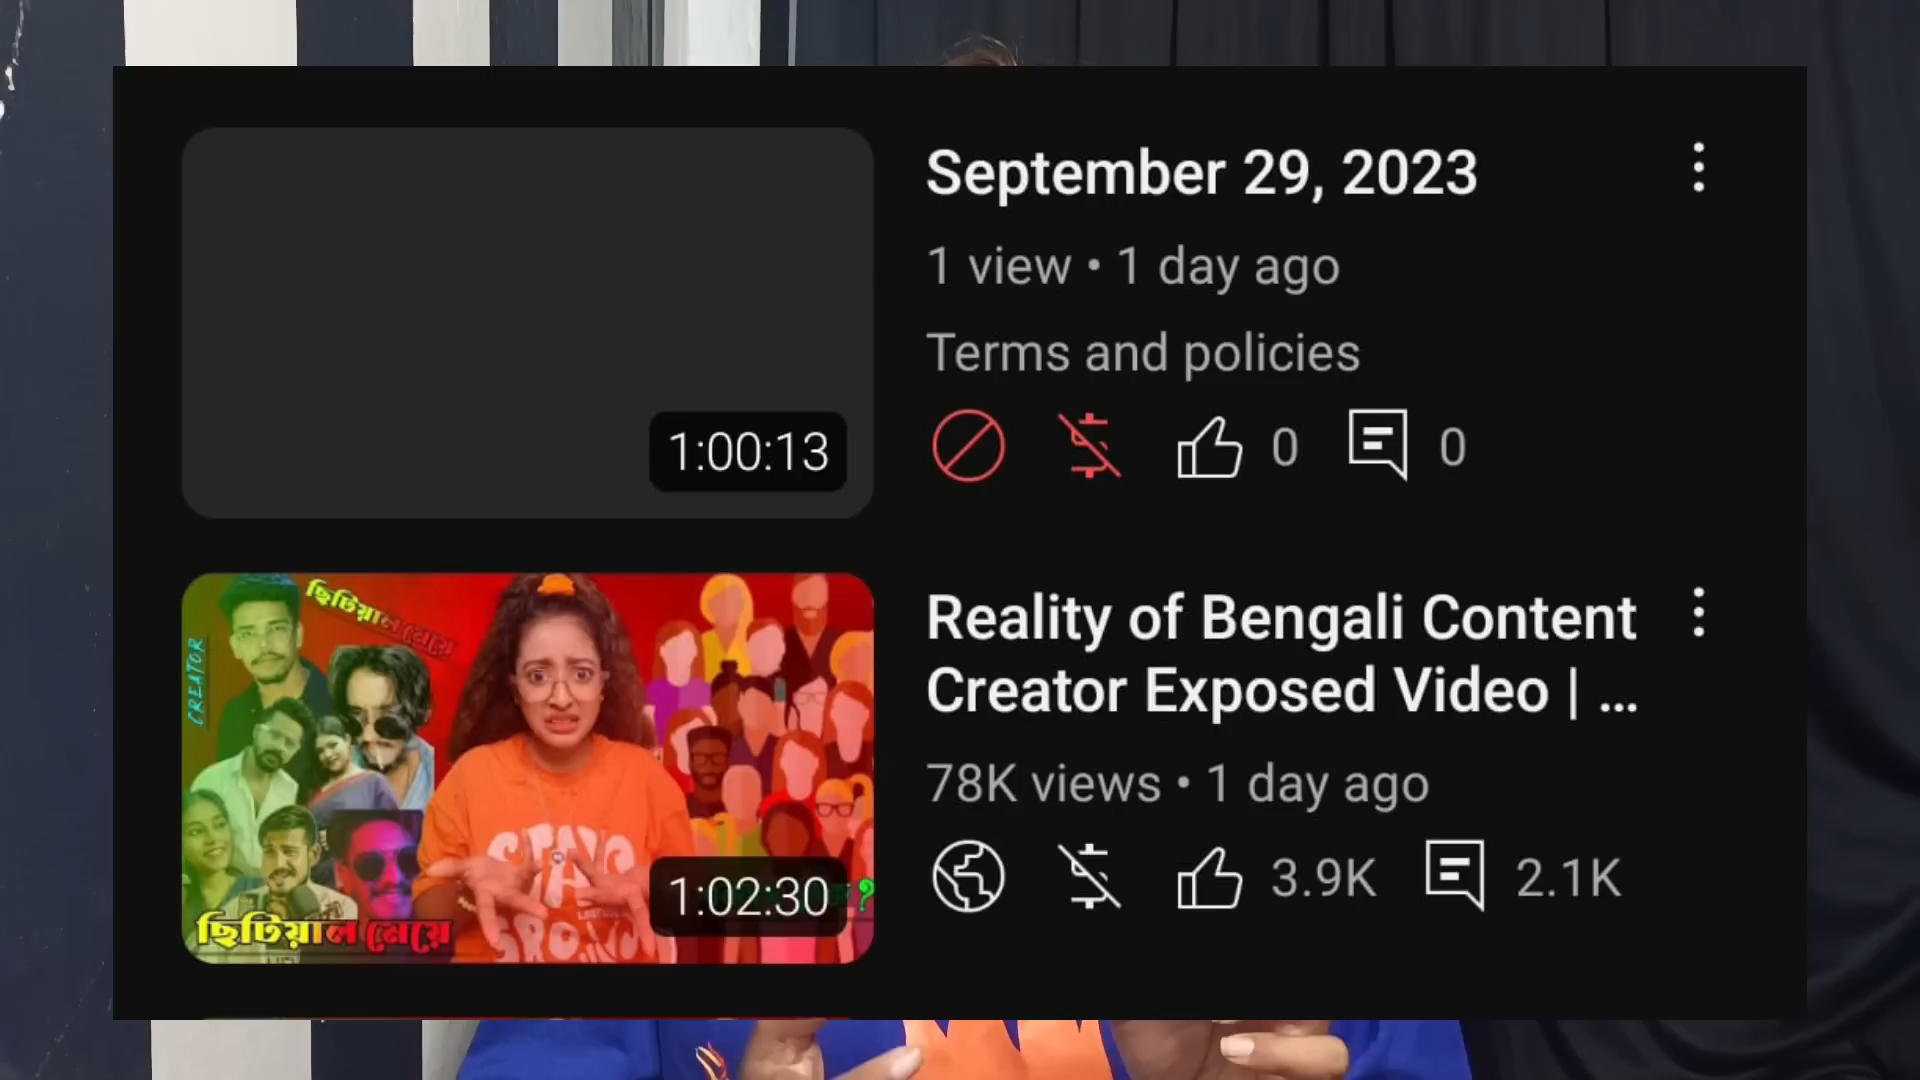 September 29, 2023
1 view • 1 day ago
Terms and policies
1:00:13
0
0
CREATOR
ছিটিয়াল মেয়ে
ছিটিয়াল মেয়ে
?
1:02:30
Reality of Bengali Content
Creator Exposed Video | ...
78K views • 1 day ago
3.9K
2.1K